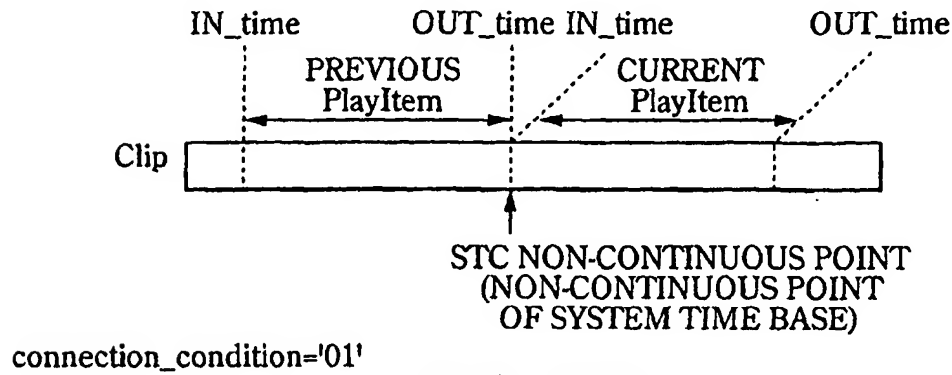 IN_time OUT_time IN_time OUT_time
PREVIOUS PlayItem
CURRENT PlayItem
Clip
STC NON-CONTINUOUS POINT
(NON-CONTINUOUS POINT
OF SYSTEM TIME BASE)
connection_condition='01'